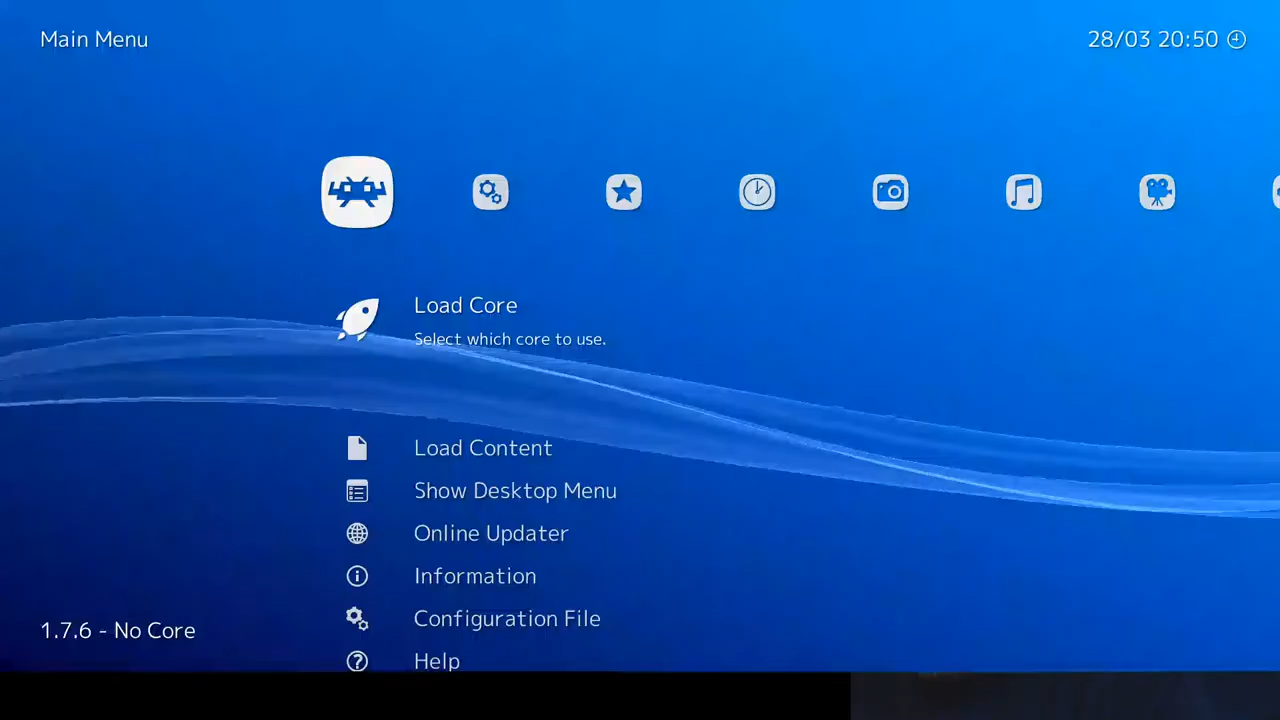 Main Menu
28/03 20:50
Load Core
Select which core to use.
Load Content
Show Desktop Menu
Online Updater
Information
Configuration File
1.7.6 - No Core
Help